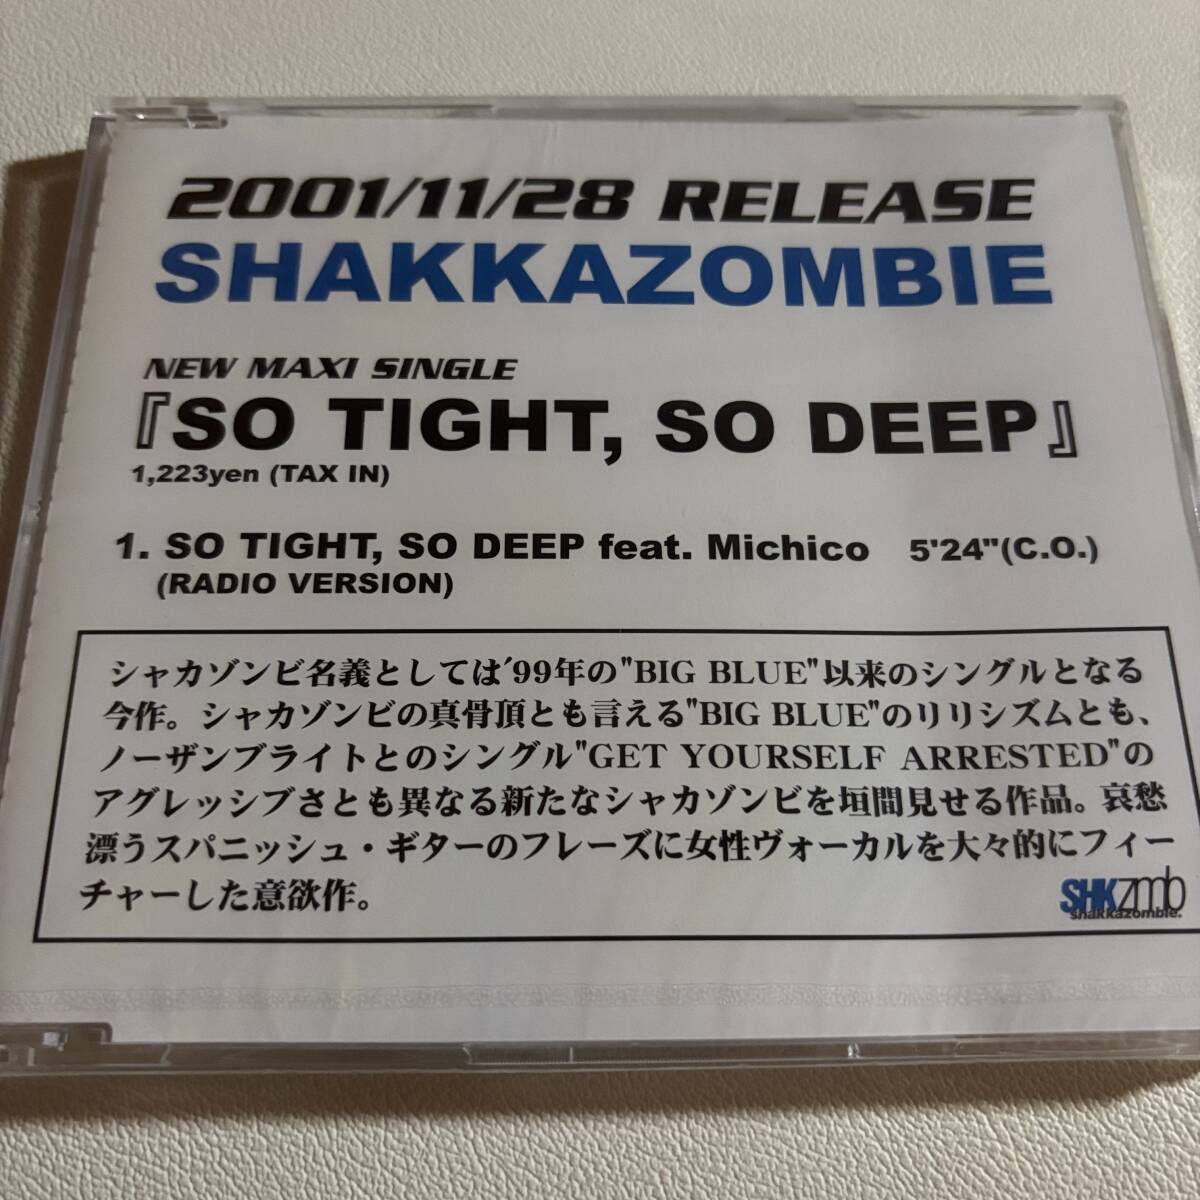 2001/11/28 RELEASE
SHAKKAZOMBIE
NEW MAXI SINGLE
『SO TIGHT, SO DEEP』
1,223yen (TAX IN)
1. SO TIGHT, SO DEEP feat. Michico 5'24"(C.O.)
(RADIO VERSION)
シャカゾンビ名義としては'99年の"BIG BLUE"以来のシングルとなる
今作。シャカゾンビの真骨頂とも言える"BIG BLUE"のリリシズムとも、
ノーザンブライトとのシングル"GET YOURSELF ARRESTED"の
アグレッシブさとも異なる新たなシャカゾンビを垣間見せる作品。哀愁
漂うスパニッシュ・ギターのフレーズに女性ヴォーカルを大々的にフィー
チャーした意欲作。
SHKzmb
shakkazombie.